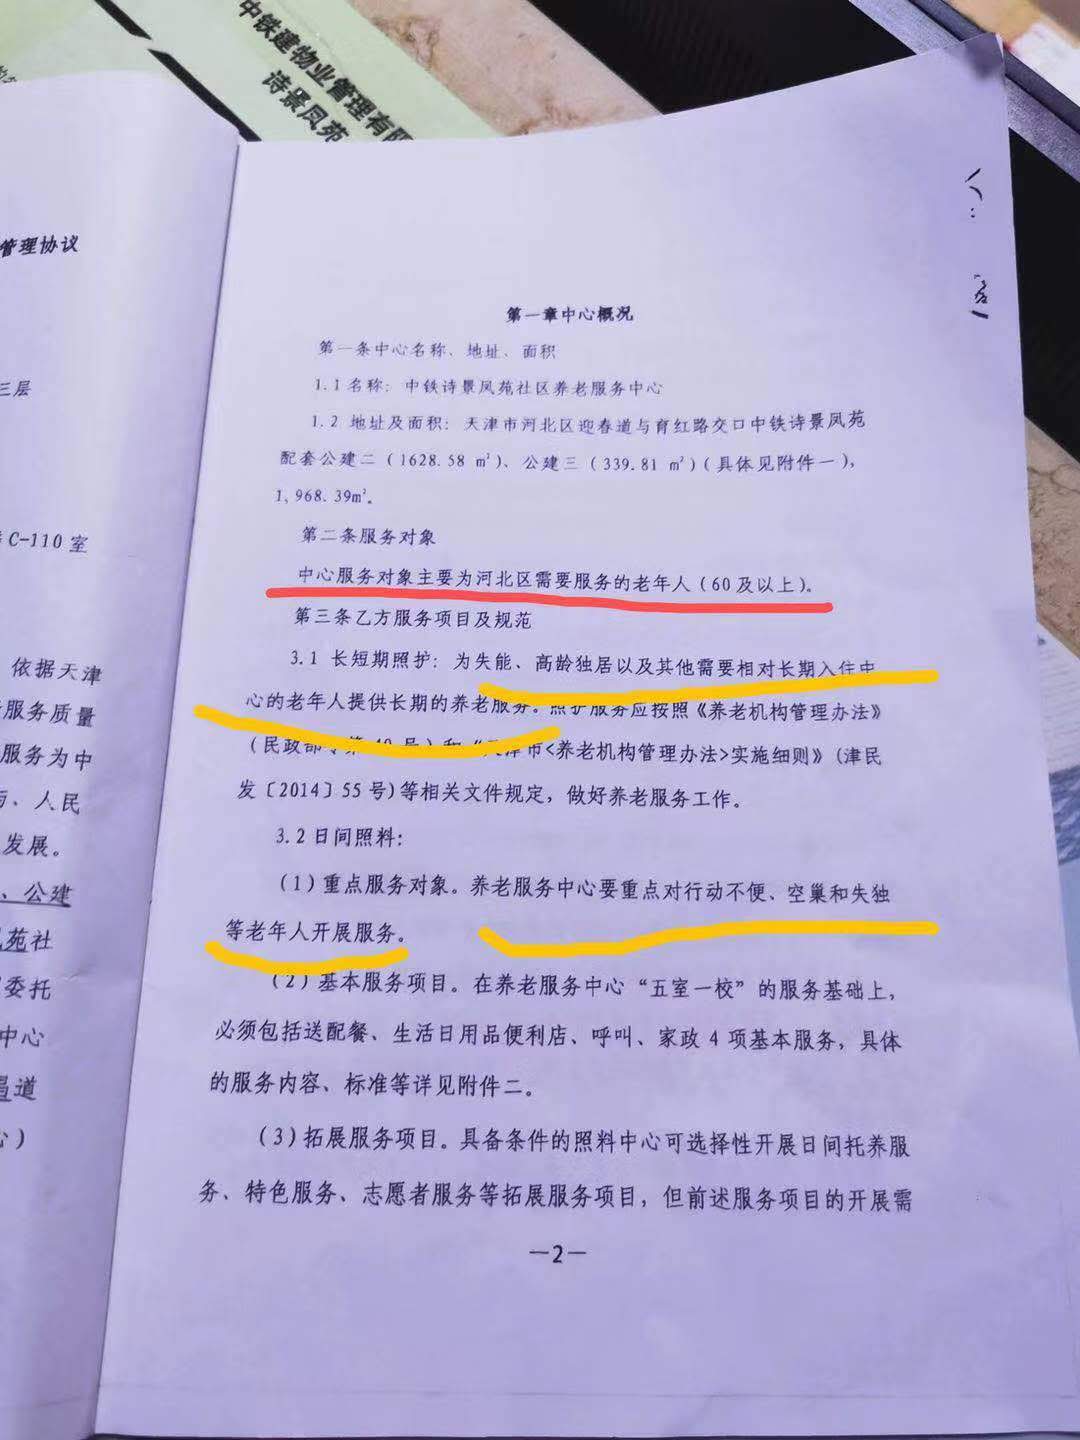 中铁建物业管理有限
诗景凤苑
管理协议
三层
C-110室
依据天津
服务质量
服务为中
、人民
发展。
、公建
苑社
委托
中心
道
第一章中心概况
第一条中心名称、地址、面积
1.1名称：中铁诗景凤苑社区养老服务中心
1.2 地址及面积：天津市河北区迎春道与育红路交口中铁诗景凤苑
配套公建二（1628.58 ㎡）、公建三（339.81 ㎡）（具体见附件一），
1,968.39㎡。
第二条服务对象
中心服务对象主要为河北区需要服务的老年人（60及以上）。
第三条乙方服务项目及规范
3.1 长短期照护：为失能、高龄独居以及其他需要相对长期入住中
心的老年人提供长期的养老服务。照护服务应按照《养老机构管理办法》
（民政部 第 号）和《天津市<养老机构管理办法>实施细则》（津民
发〔2014〕55号)等相关文件规定，做好养老服务工作。
3.2日间照料：
（1）重点服务对象。养老服务中心要重点对行动不便、空巢和失独
等老年人开展服务。
（2）基本服务项目。在养老服务中心“五室一校”的服务基础上，
必须包括送配餐、生活日用品便利店、呼叫、家政4项基本服务，具体
的服务内容、标准等详见附件二。
（3）拓展服务项目。具备条件的照料中心可选择性开展日间托养服
务、特色服务、志愿者服务等拓展服务项目，但前述服务项目的开展需
—2—